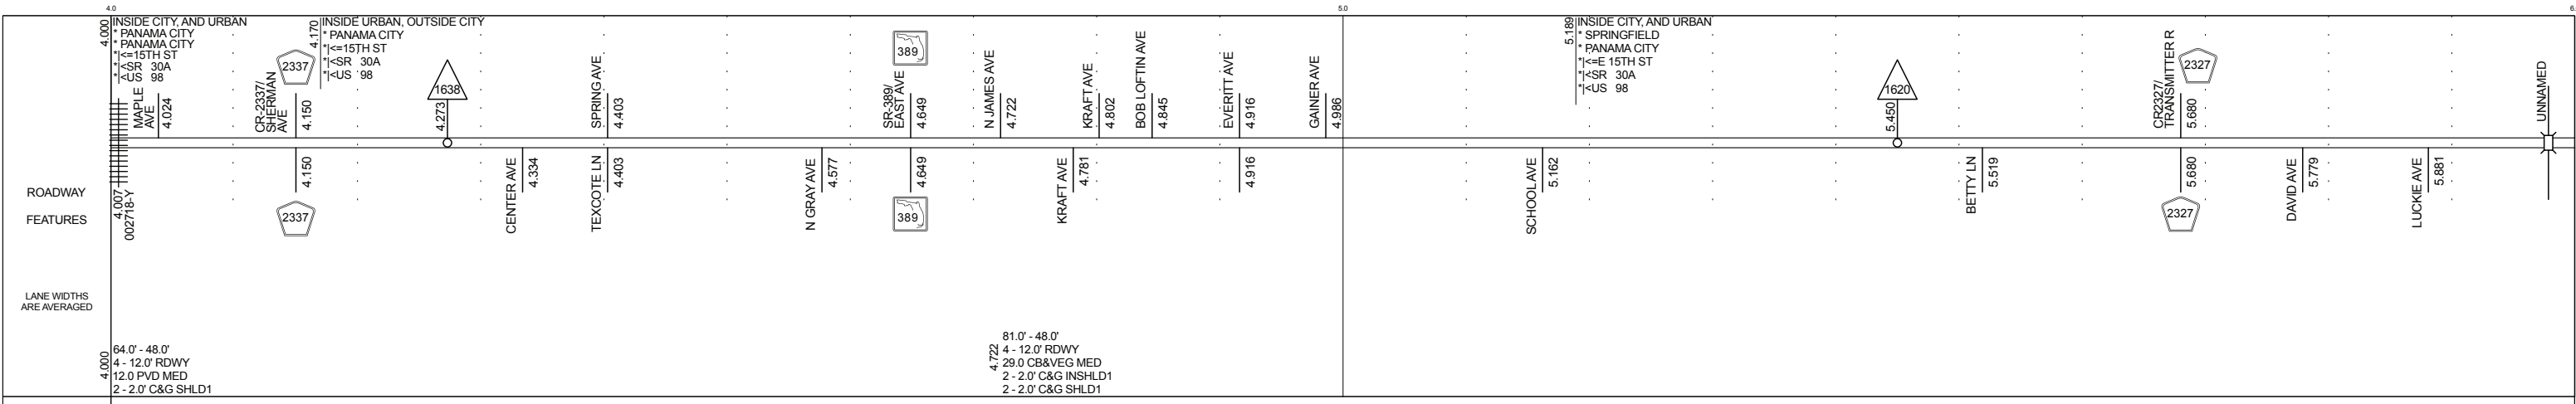 4.0
5.0
6.
4.000
INSIDE CITY, AND URBAN
* PANAMA CITY
* PANAMA CITY
*|<=15TH ST
*|<SR 30A
*|<US 98
4.170
INSIDE URBAN, OUTSIDE CITY
* PANAMA CITY
*|<=15TH ST
*|<SR 30A
*|<US 98
5.189
INSIDE CITY, AND URBAN
* SPRINGFIELD
* PANAMA CITY
*|<=E 15TH ST
*|<SR 30A
*|<US 98
MAPLE
AVE
4.024
CR-2337/
SHERMAN
AVE
4.150
2337
1638
4.273
SPRING AVE
4.403
389
SR-389/
EAST AVE
4.649
N JAMES AVE
4.722
KRAFT AVE
4.802
BOB LOFTIN AVE
4.845
EVERITT AVE
4.916
GAINER AVE
4.986
1620
5.450
CR2327/
TRANSMITTER R
5.680
2327
UNNAMED
ROADWAY
FEATURES
4.007
002718-Y
4.150
2337
CENTER AVE
4.334
TEXCOTE LN
4.403
N GRAY AVE
4.577
4.649
389
KRAFT AVE
4.781
4.916
SCHOOL AVE
5.162
BETTY LN
5.519
5.680
2327
DAVID AVE
5.779
LUCKIE AVE
5.881
LANE WIDTHS
ARE AVERAGED
4.000
64.0' - 48.0'
4 - 12.0' RDWY
12.0 PVD MED
2 - 2.0' C&G SHLD1
4.722
81.0' - 48.0'
4 - 12.0' RDWY
29.0 CB&VEG MED
2 - 2.0' C&G INSHLD1
2 - 2.0' C&G SHLD1